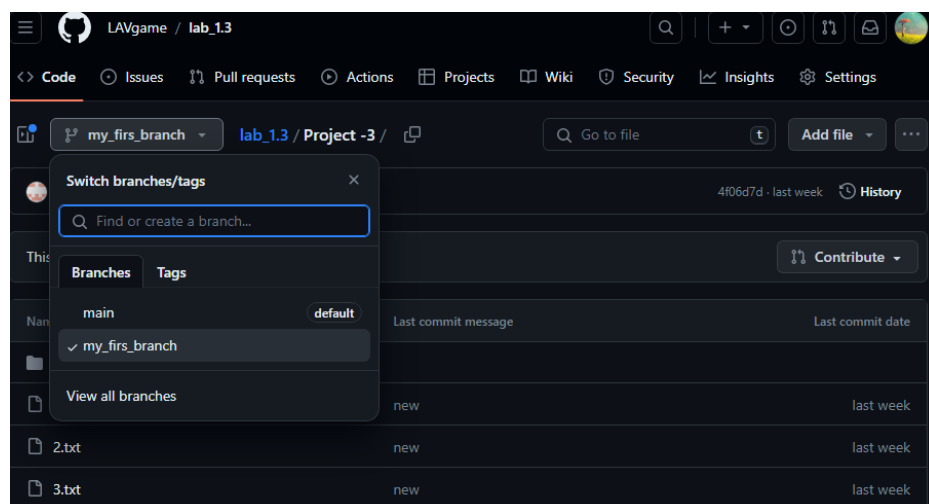 LAVgame / lab_1.3
<> Code Issues Pull requests Actions Projects Wiki Security Insights Settings
my_firs_branch lab_1.3 / Project -3 / Go to file t Add file
Switch branches/tags
4f06d7d · last week History
Find or create a branch...
This
Contribute
Branches Tags
main default
Last commit message Last commit date
my_firs_branch
View all branches
new last week
2.txt new last week
3.txt new last week